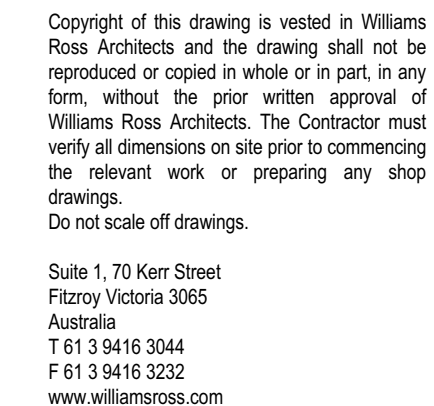 Copyright of this drawing is vested in Williams
Ross Architects and the drawing shall not be
reproduced or copied in whole or in part, in any
form, without the prior written approval of
Williams Ross Architects. The Contractor must
verify all dimensions on site prior to commencing
the relevant work or preparing any shop
drawings.
Do not scale off drawings.
Suite 1, 70 Kerr Street
Fitzroy Victoria 3065
Australia
T 61 3 9416 3044
F 61 3 9416 3232
www.williamsross.com